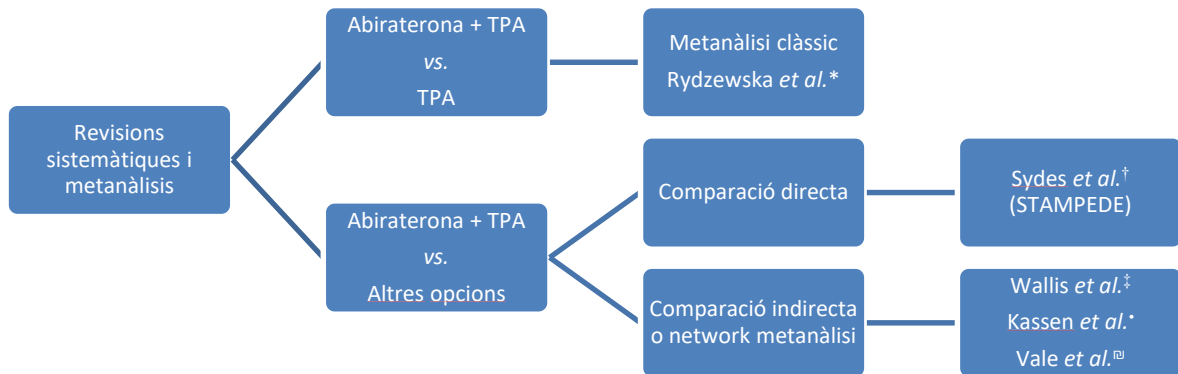 Revisions
sistemàtiques i
metanàlisis
Abiraterona + TPA
vs.
TPA
Metanàlisi clàssic
Rydzewska et al.*
Abiraterona + TPA
vs.
Altres opcions
Comparació directa
Sydes et al.†
(STAMPEDE)
Comparació indirecta
o network metanàlisi
Wallis et al.‡
Kassen et al.•
Vale et al.₪